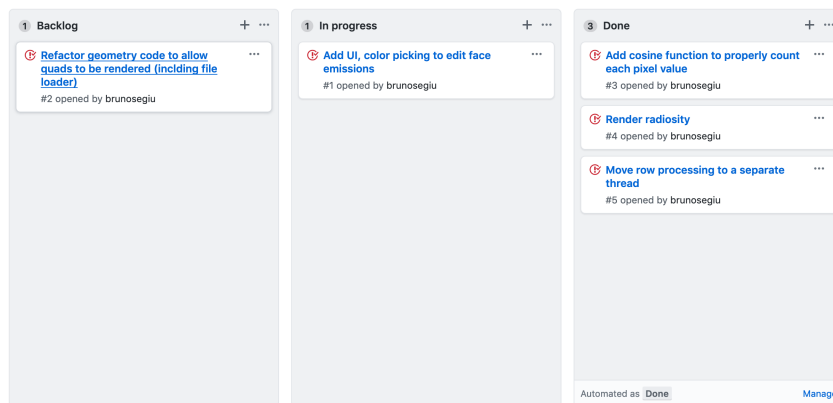 1 Backlog
Refactor geometry code to allow
quads to be rendered (inclding file
loader)
#2 opened by brunosegiu
1 In progress
Add UI, color picking to edit face
emissions
#1 opened by brunosegiu
3 Done
Add cosine function to properly count
each pixel value
#3 opened by brunosegiu
Render radiosity
#4 opened by brunosegiu
Move row processing to a separate
thread
#5 opened by brunosegiu
Automated as Done
Manage